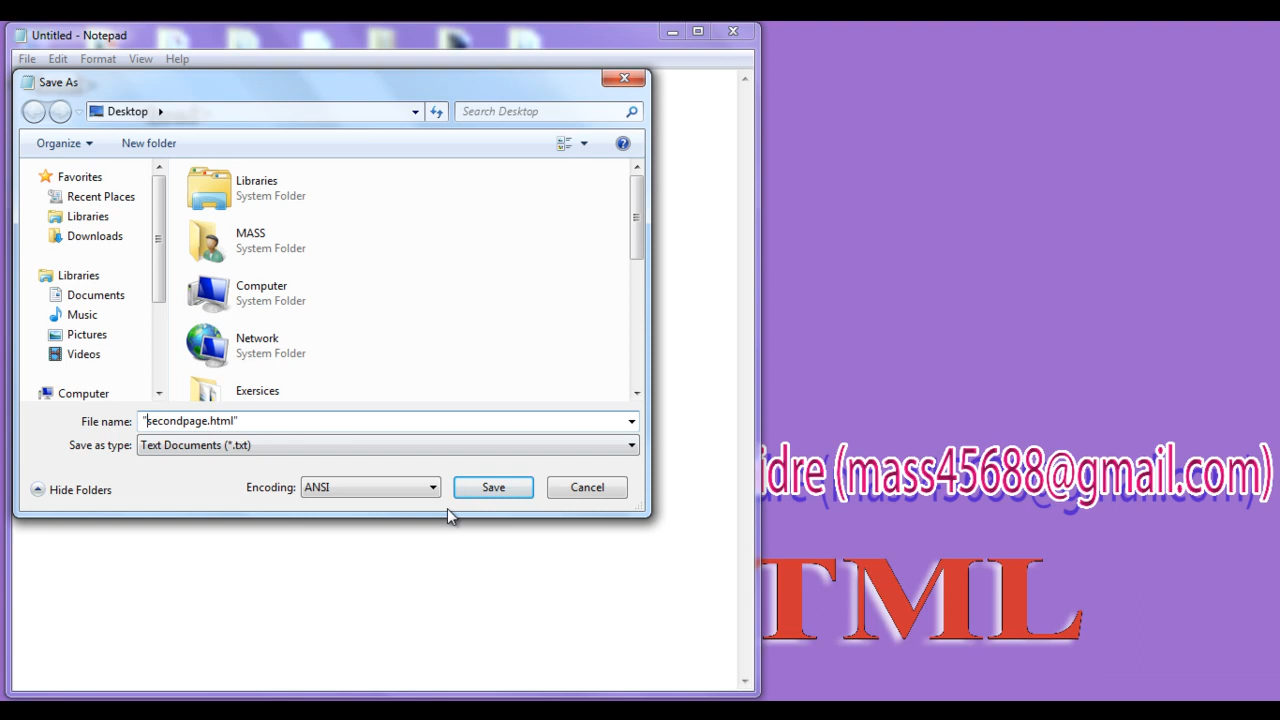 Untitled - Notepad
File Edit Format View Help
Save As
Desktop
Search Desktop
Organize New folder
Favorites
Recent Places
Libraries
Downloads
Libraries
Documents
Music
Pictures
Videos
Computer
Libraries
System Folder
MASS
System Folder
Computer
System Folder
Network
System Folder
Exersices
File name: "secondpage.html"
Save as type: Text Documents (*.txt)
Hide Folders Encoding: ANSI Save Cancel
idre (mass45688@gmail.com)
TML